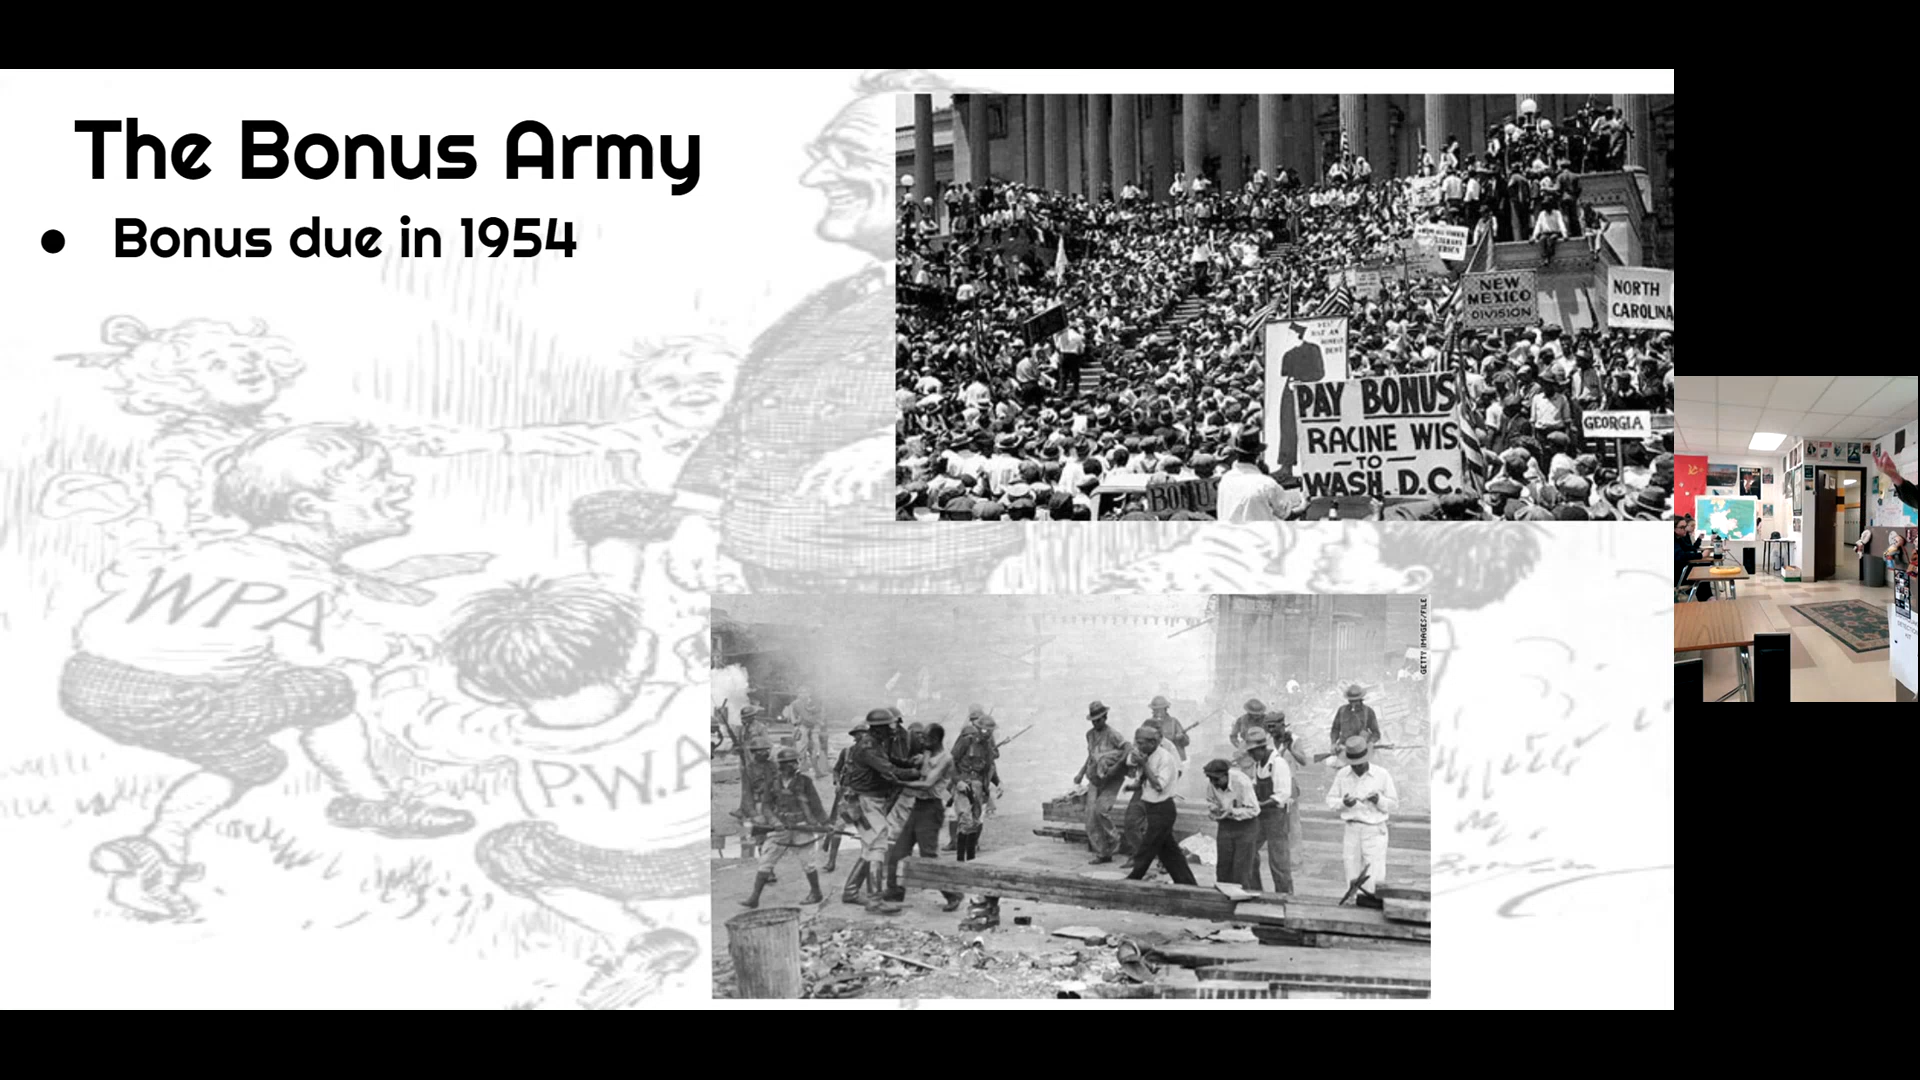 The Bonus Army
● Bonus due in 1954
NEW
MEXICO
DIVISION
NORTH
CAROLINA
PAY BONUS
RACINE WIS.
TO
WASH. D.C.
GEORGIA
BONUS
WPA
P.W.A
GETTY IMAGES/FILE